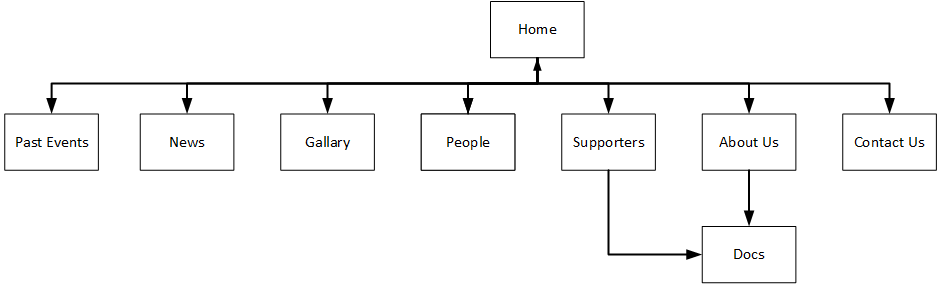 Home
Past Events
News
Gallary
People
Supporters
About Us
Contact Us
Docs